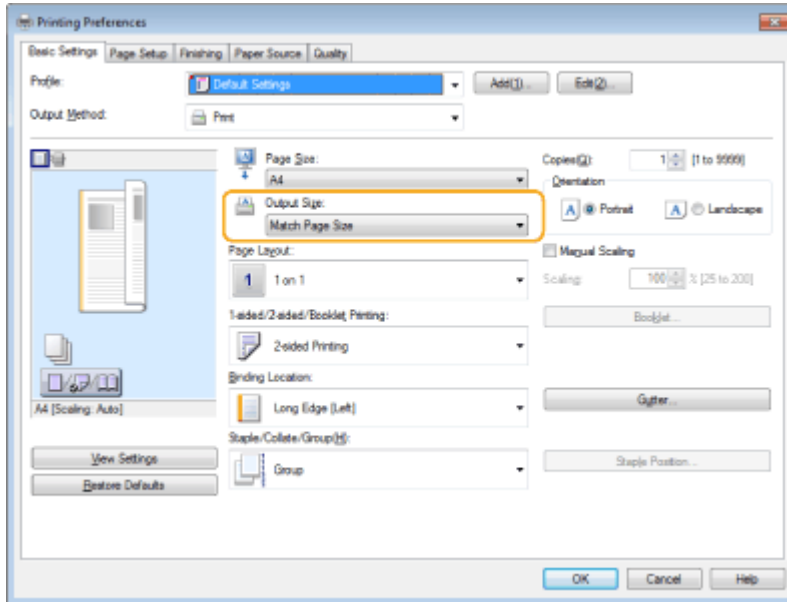 Printing Preferences
Basic Settings Page Setup Finishing Paper Source Quality
Profile: Default Settings Add(1)... Edit(2)...
Output Method: Print
Page Size:
A4
Output Size:
Match Page Size
Copies(Q): 1 [1 to 9999]
Orientation
A Portrait A Landscape
Page Layout:
1 1 on 1
Manual Scaling
Scaling: 100 % [25 to 200]
1-sided/2-sided/Booklet Printing:
2-sided Printing
Booklet...
Binding Location:
Long Edge [Left]
Gutter...
A4 [Scaling: Auto]
Staple/Collate/Group(H):
Group
Staple Position...
View Settings
Restore Defaults
OK Cancel Help